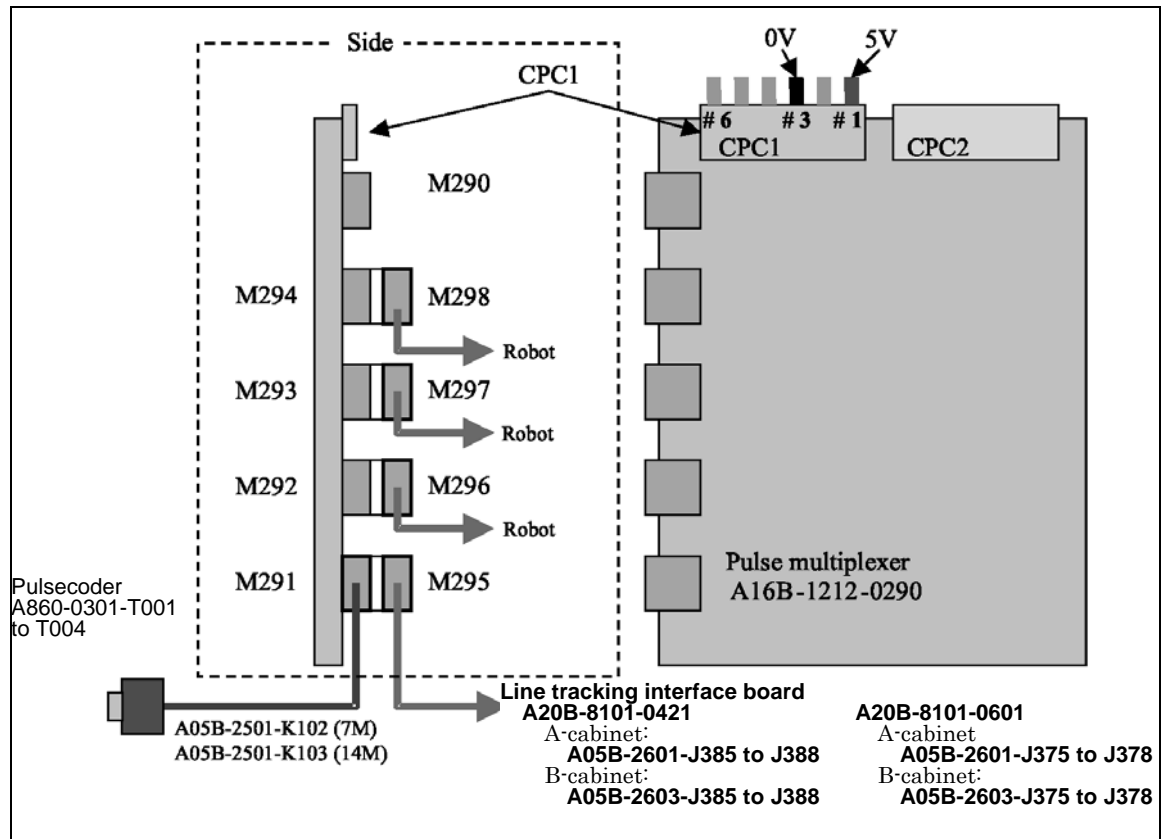 Side
CPC1
0V
5V
# 6
# 3
# 1
CPC1
CPC2
M290
M294
M298
Robot
M293
M297
Robot
M292
M296
Robot
M291
M295
Pulse multiplexer
A16B-1212-0290
Pulsecoder
A860-0301-T001
to T004
A05B-2501-K102 (7M)
A05B-2501-K103 (14M)
Line tracking interface board
A20B-8101-0421
A-cabinet:
A05B-2601-J385 to J388
B-cabinet:
A05B-2603-J385 to J388
A20B-8101-0601
A-cabinet
A05B-2601-J375 to J378
B-cabinet:
A05B-2603-J375 to J378